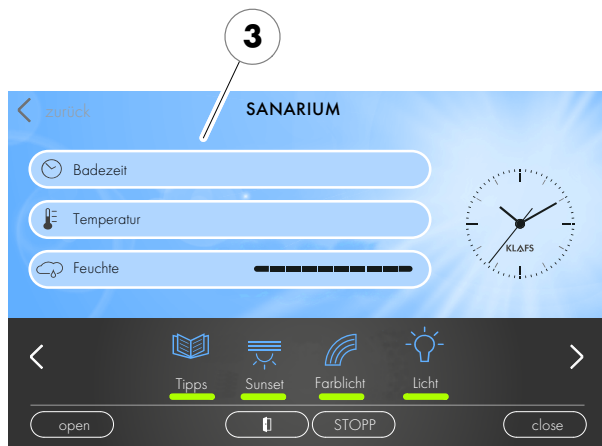 3
zurück
SANARIUM
Badezeit
Temperatur
Feuchte
KLAFS
Tipps
Sunset
Farblicht
Licht
open
STOPP
close